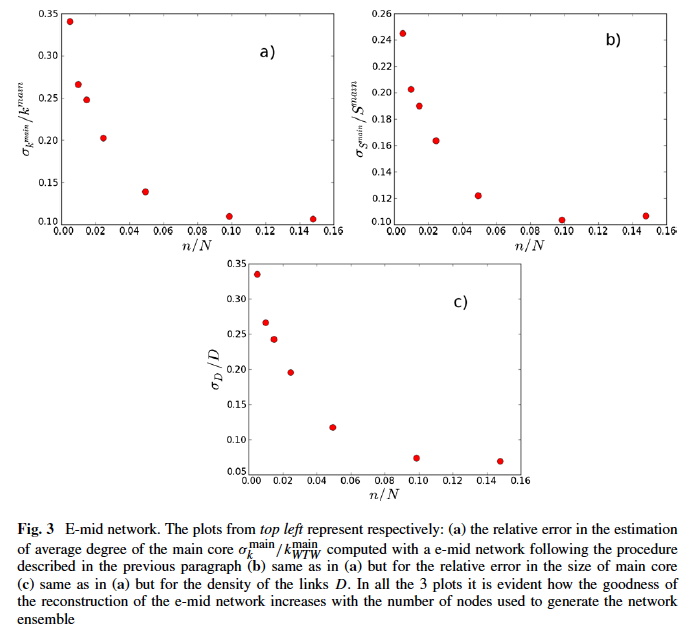 0.35
0.30
0.25
0.20
0.15
0.10
σ_{k^{main}}/k^{main}
a)
0.00 0.02 0.04 0.06 0.08 0.10 0.12 0.14 0.16
n/N
0.26
0.24
0.22
0.20
0.18
0.16
0.14
0.12
0.10
σ_{S^{main}}/S^{main}
b)
0.00 0.02 0.04 0.06 0.08 0.10 0.12 0.14 0.16
n/N
0.35
0.30
0.25
0.20
0.15
0.10
0.05
σ_D/D
c)
0.00 0.02 0.04 0.06 0.08 0.10 0.12 0.14 0.16
n/N
Fig. 3 E-mid network. The plots from top left represent respectively: (a) the relative error in the estimation
of average degree of the main core σ_k^{main}/k_{WTW}^{main} computed with a e-mid network following the procedure
described in the previous paragraph (b) same as in (a) but for the relative error in the size of main core
(c) same as in (a) but for the density of the links D. In all the 3 plots it is evident how the goodness of
the reconstruction of the e-mid network increases with the number of nodes used to generate the network
ensemble